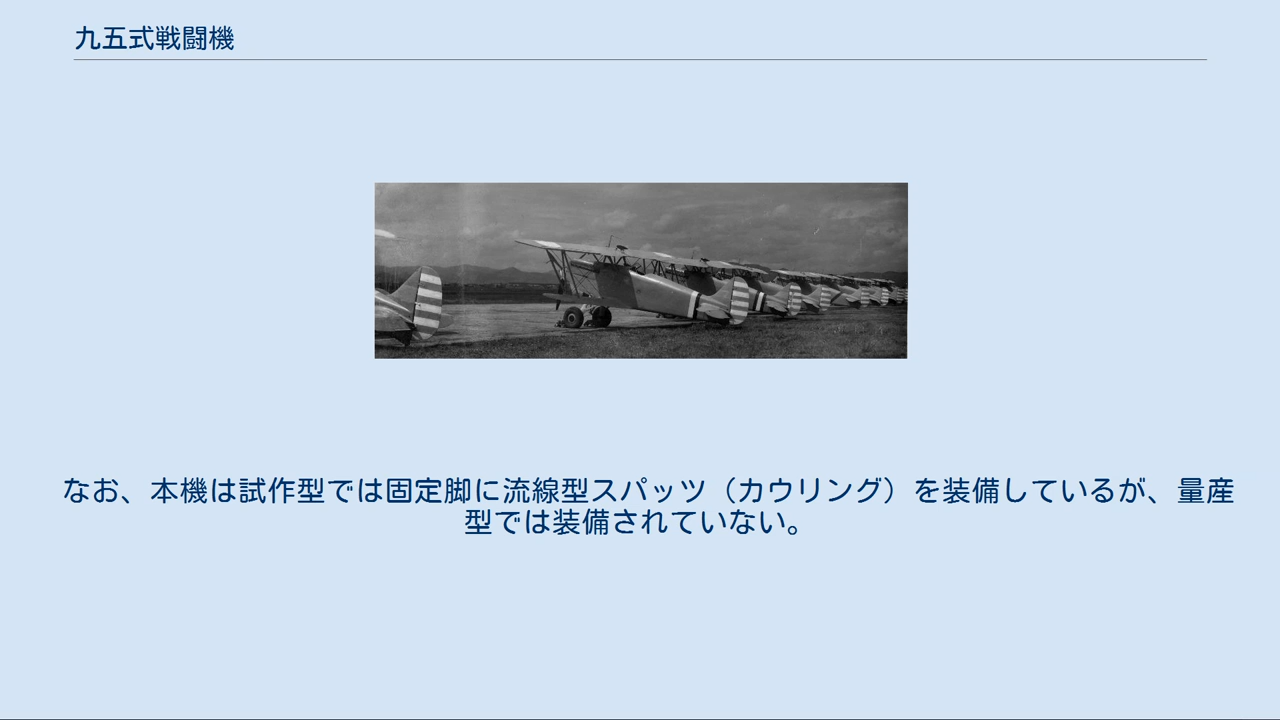 九五式戦闘機
なお、本機は試作型では固定脚に流線型スパッツ（カウリング）を装備しているが、量産
型では装備されていない。